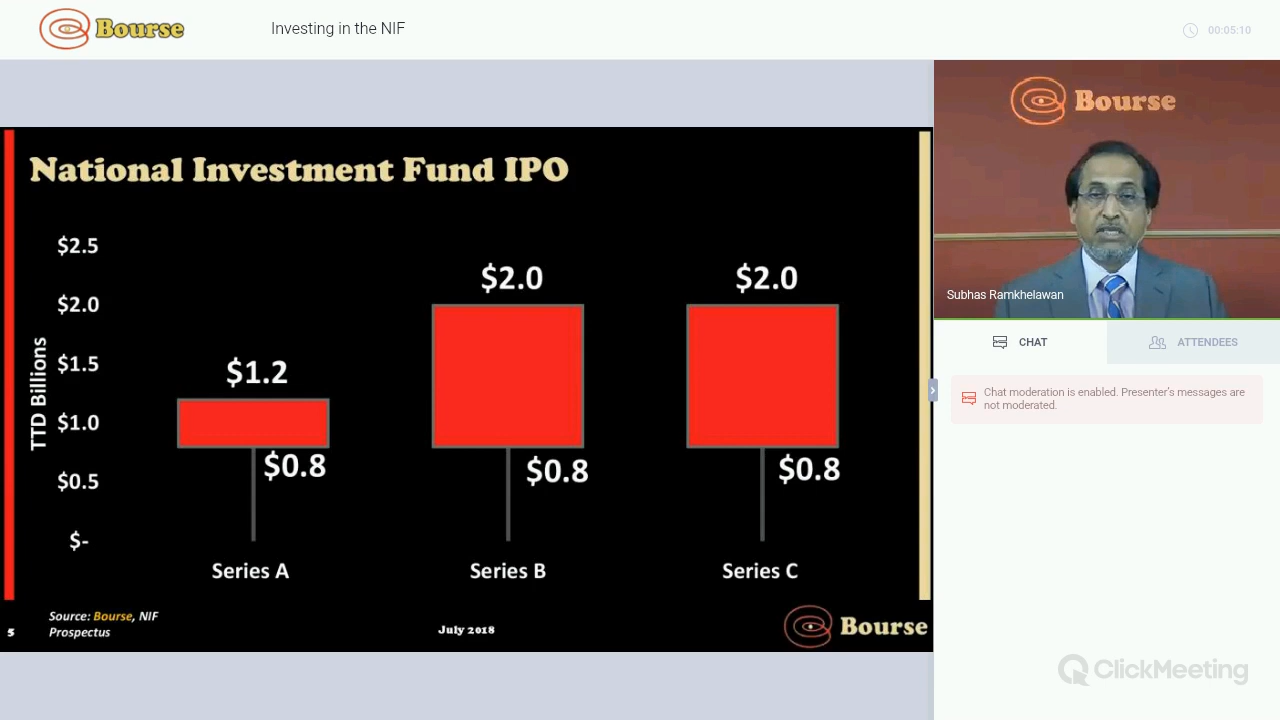 Bourse
Investing in the NIF
00:05:10
National Investment Fund IPO
TTD Billions
$2.5
$2.0
$1.5
$1.0
$0.5
$-
$1.2
$0.8
$2.0
$0.8
$2.0
$0.8
Series A
Series B
Series C
Source: Bourse, NIF
Prospectus
5
July 2018
Bourse
Bourse
Subhas Ramkhelawan
CHAT
ATTENDEES
Chat moderation is enabled. Presenter's messages are
not moderated.
ClickMeeting